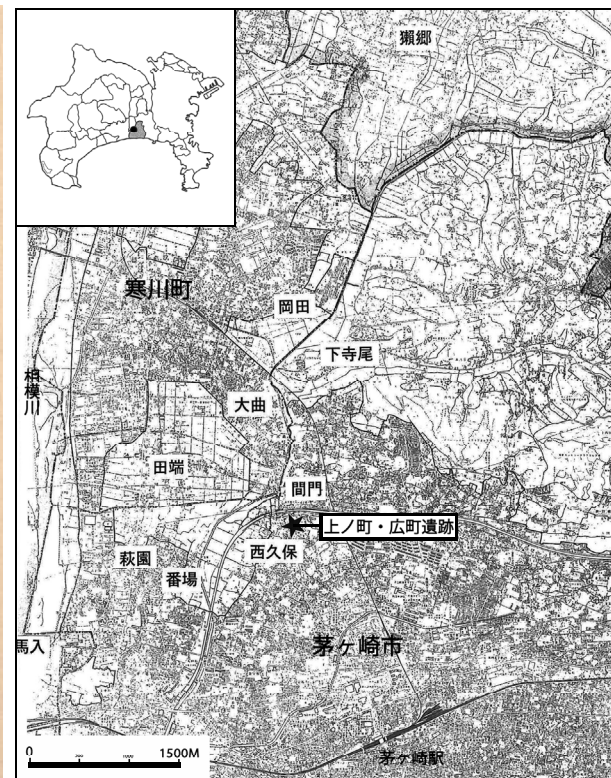 獺郷
寒川町
岡田
下寺尾
相模川
大曲
田端
間門
上ノ町・広町遺跡
西久保
萩園
番場
馬入
茅ヶ崎市
茅ヶ崎駅
0
1500M